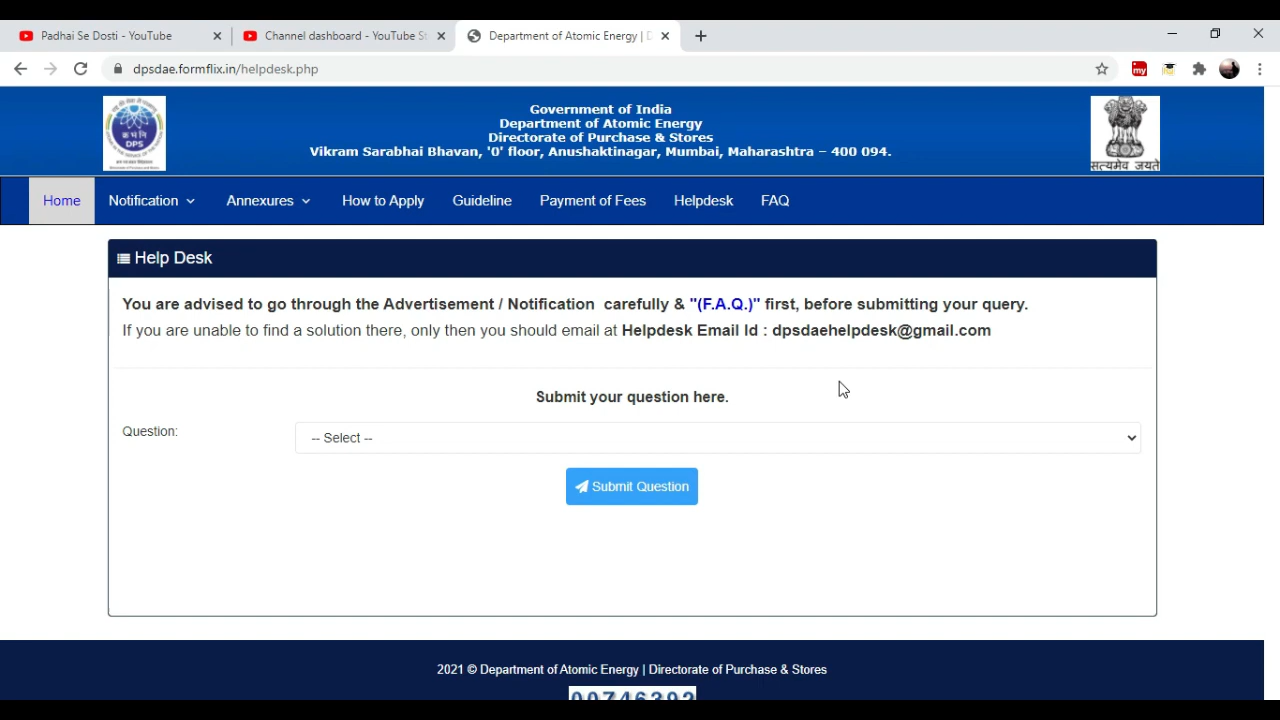 Padhai Se Dosti - YouTube
Channel dashboard - YouTube St
Department of Atomic Energy | D
dpsdae.formflix.in/helpdesk.php
my
DPS
Government of India
Department of Atomic Energy
Directorate of Purchase & Stores
Vikram Sarabhai Bhavan, '0' floor, Anushaktinagar, Mumbai, Maharashtra – 400 094.
सत्यमेव जयते
Home Notification Annexures How to Apply Guideline Payment of Fees Helpdesk FAQ
Help Desk
You are advised to go through the Advertisement / Notification carefully & "(F.A.Q.)" first, before submitting your query.
If you are unable to find a solution there, only then you should email at Helpdesk Email Id : dpsdaehelpdesk@gmail.com
Submit your question here.
Question:
-- Select --
Submit Question
2021 © Department of Atomic Energy | Directorate of Purchase & Stores
00746392